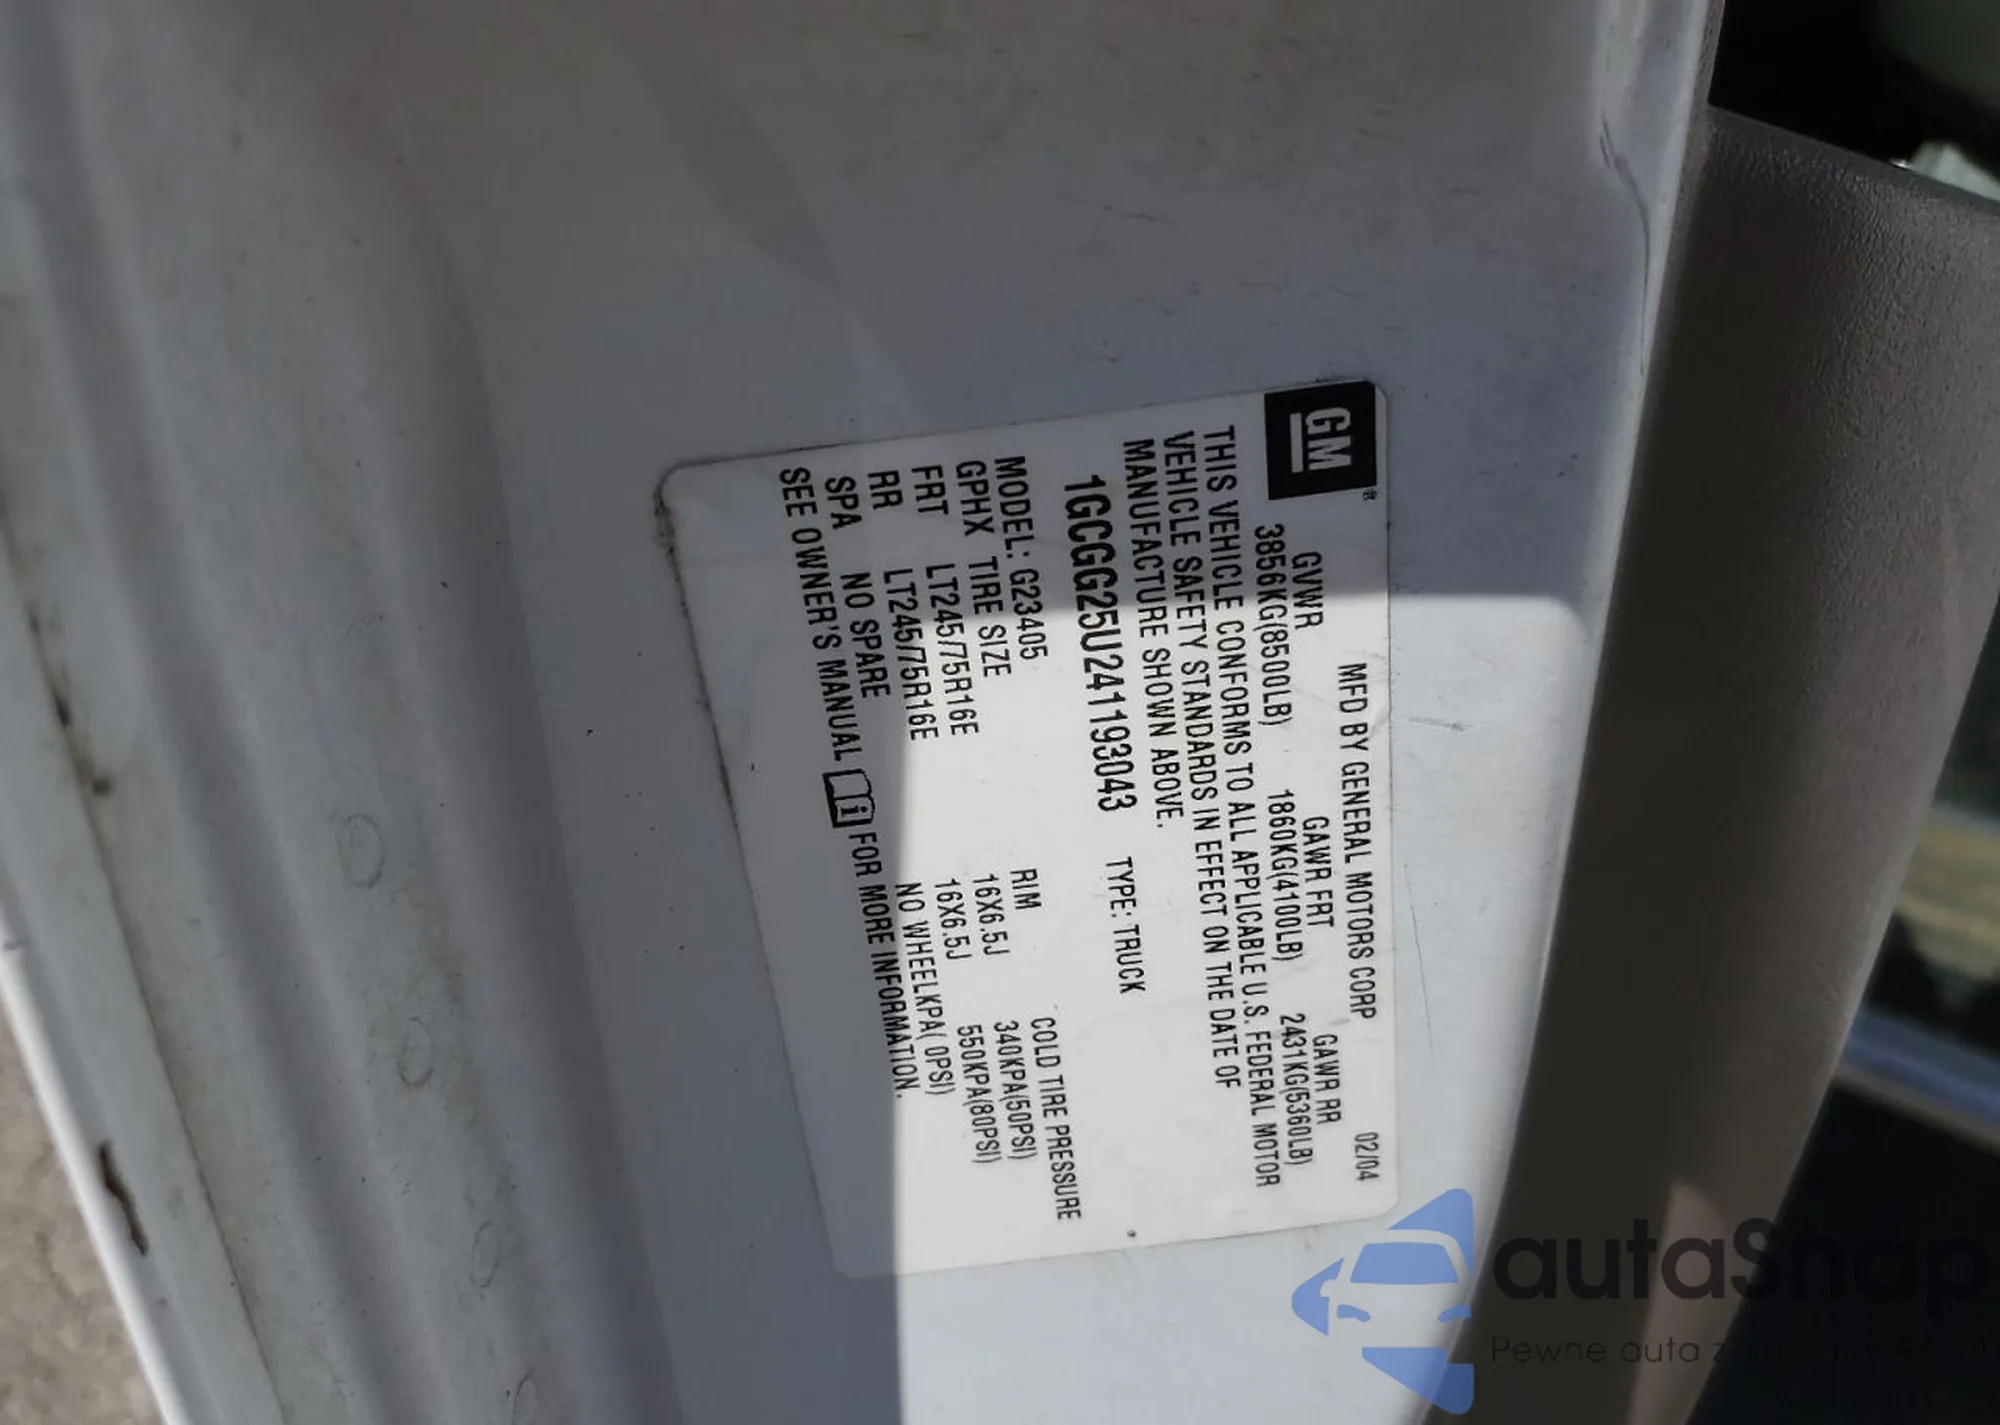 GM®
MFD BY GENERAL MOTORS CORP 02/04
GVWR GAWR FRT GAWR RR
3856KG(8500LB) 1860KG(4100LB) 2431KG(5360LB)
THIS VEHICLE CONFORMS TO ALL APPLICABLE U.S. FEDERAL MOTOR
VEHICLE SAFETY STANDARDS IN EFFECT ON THE DATE OF
MANUFACTURE SHOWN ABOVE.
1GCGG25U241193043 TYPE: TRUCK
MODEL: G23405
GPHX TIRE SIZE RIM COLD TIRE PRESSURE
FRT LT245/75R16E 16X6.5J 340KPA(50PSI)
RR LT245/75R16E 16X6.5J 550KPA(80PSI)
SPA NO SPARE NO WHEELKPA( 0PSI)
SEE OWNER'S MANUAL i FOR MORE INFORMATION.
autaSnap
Pewne auta